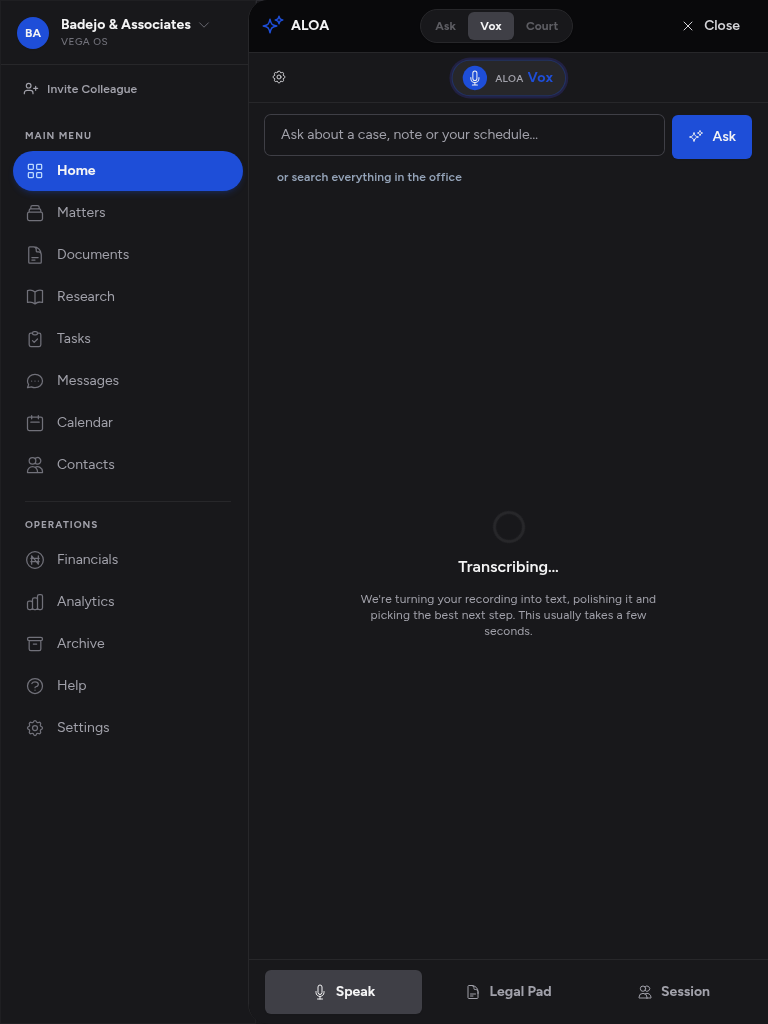 BA
Badejo & Associates
VEGA OS
Invite Colleague
MAIN MENU
Home
Matters
Documents
Research
Tasks
Messages
Calendar
Contacts
OPERATIONS
Financials
Analytics
Archive
Help
Settings
ALOA
Ask Vox Court
Close
ALOA Vox
Ask about a case, note or your schedule...
Ask
or search everything in the office
Transcribing...
We're turning your recording into text, polishing it and
picking the best next step. This usually takes a few
seconds.
Speak
Legal Pad
Session